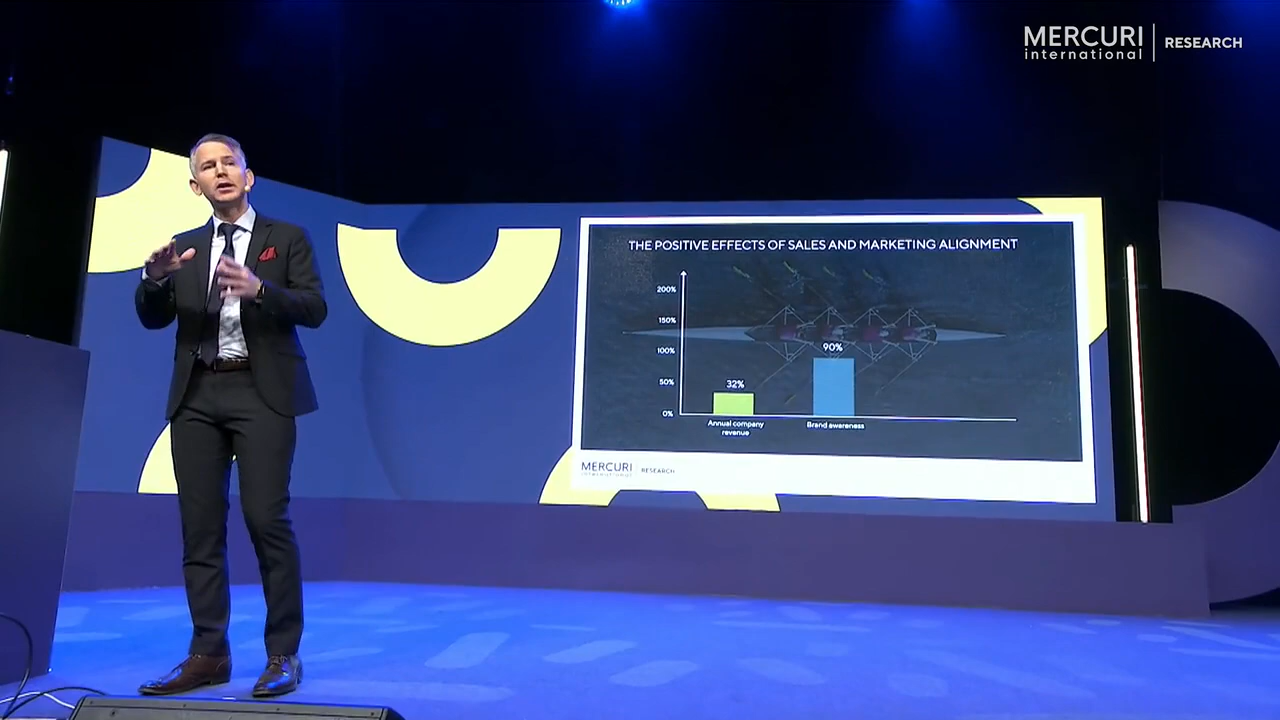 MERCURI
international
RESEARCH
THE POSITIVE EFFECTS OF SALES AND MARKETING ALIGNMENT
200%
150%
100%
50%
0%
32%
90%
Annual company
revenue
Brand awareness
MERCURI
international
RESEARCH